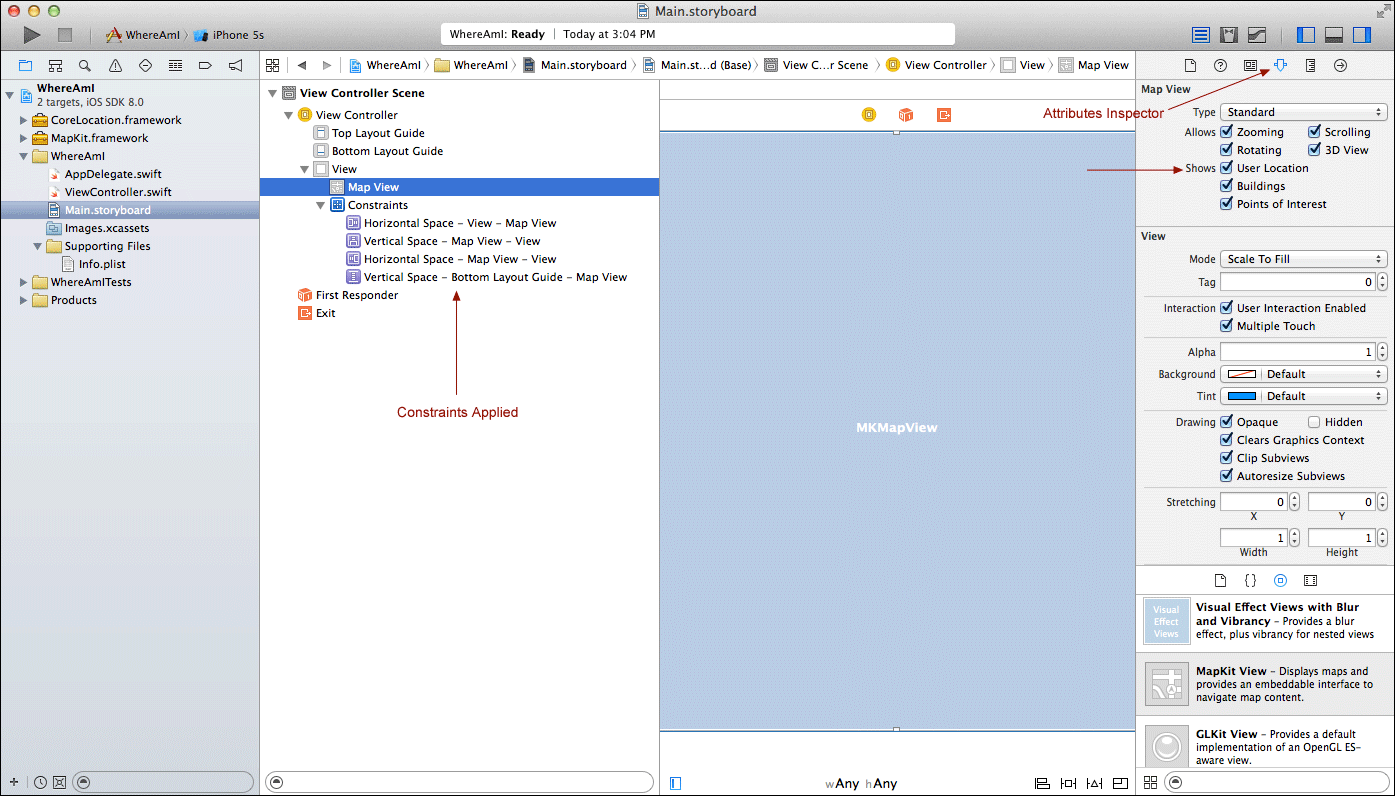 Main.storyboard
WhereAmI iPhone 5s
WhereAmI: Ready Today at 3:04 PM
WhereAmI WhereAmI Main.storyboard Main.st...d (Base) View C...r Scene View Controller View Map View
WhereAmI
2 targets, iOS SDK 8.0
CoreLocation.framework
MapKit.framework
WhereAmI
AppDelegate.swift
ViewController.swift
Main.storyboard
Images.xcassets
Supporting Files
Info.plist
WhereAmITests
Products
View Controller Scene
View Controller
Top Layout Guide
Bottom Layout Guide
View
Map View
Constraints
Horizontal Space – View – Map View
Vertical Space – Map View – View
Horizontal Space – Map View – View
Vertical Space – Bottom Layout Guide – Map View
First Responder
Exit
Constraints Applied
MKMapView
wAny hAny
Attributes Inspector
Map View
Type Standard
Allows Zooming Scrolling
Rotating 3D View
Shows User Location
Buildings
Points of Interest
View
Mode Scale To Fill
Tag 0
Interaction User Interaction Enabled
Multiple Touch
Alpha 1
Background Default
Tint Default
Drawing Opaque Hidden
Clears Graphics Context
Clip Subviews
Autoresize Subviews
Stretching 0 0
X Y
1 1
Width Height
{}
Visual
Effect
Views
Visual Effect Views with Blur
and Vibrancy – Provides a blur
effect, plus vibrancy for nested views
MapKit View – Displays maps and
provides an embeddable interface to
navigate map content.
GLKit View – Provides a default
implementation of an OpenGL ES-
aware view.